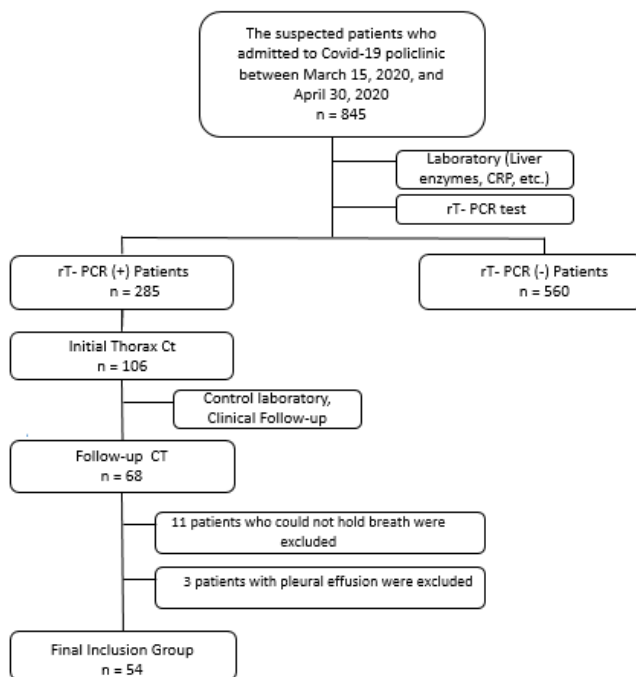 The suspected patients who
admitted to Covid-19 policlinic
between March 15, 2020, and
April 30, 2020
n = 845
Laboratory (Liver
enzymes, CRP, etc.)
rT- PCR test
rT- PCR (+) Patients
n = 285
rT- PCR (-) Patients
n = 560
Initial Thorax Ct
n = 106
Control laboratory,
Clinical Follow-up
Follow-up CT
n = 68
11 patients who could not hold breath were
excluded
3 patients with pleural effusion were excluded
Final Inclusion Group
n = 54